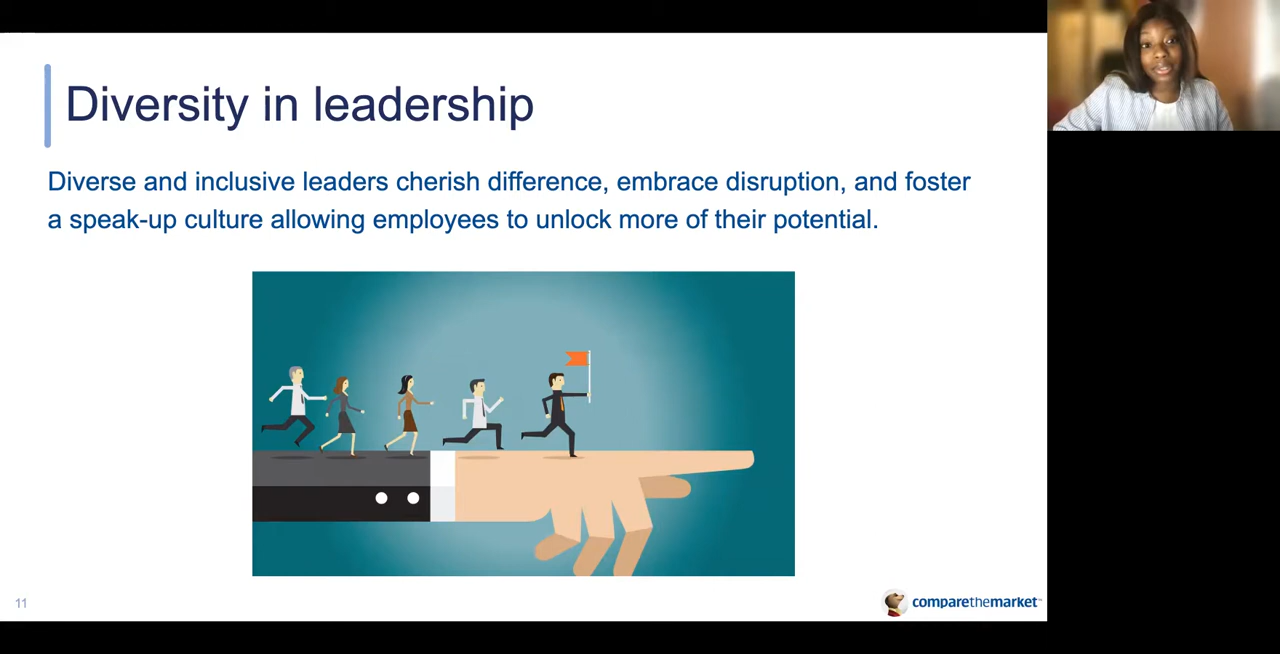 Diversity in leadership
Diverse and inclusive leaders cherish difference, embrace disruption, and foster
a speak-up culture allowing employees to unlock more of their potential.
11
comparethemarket™